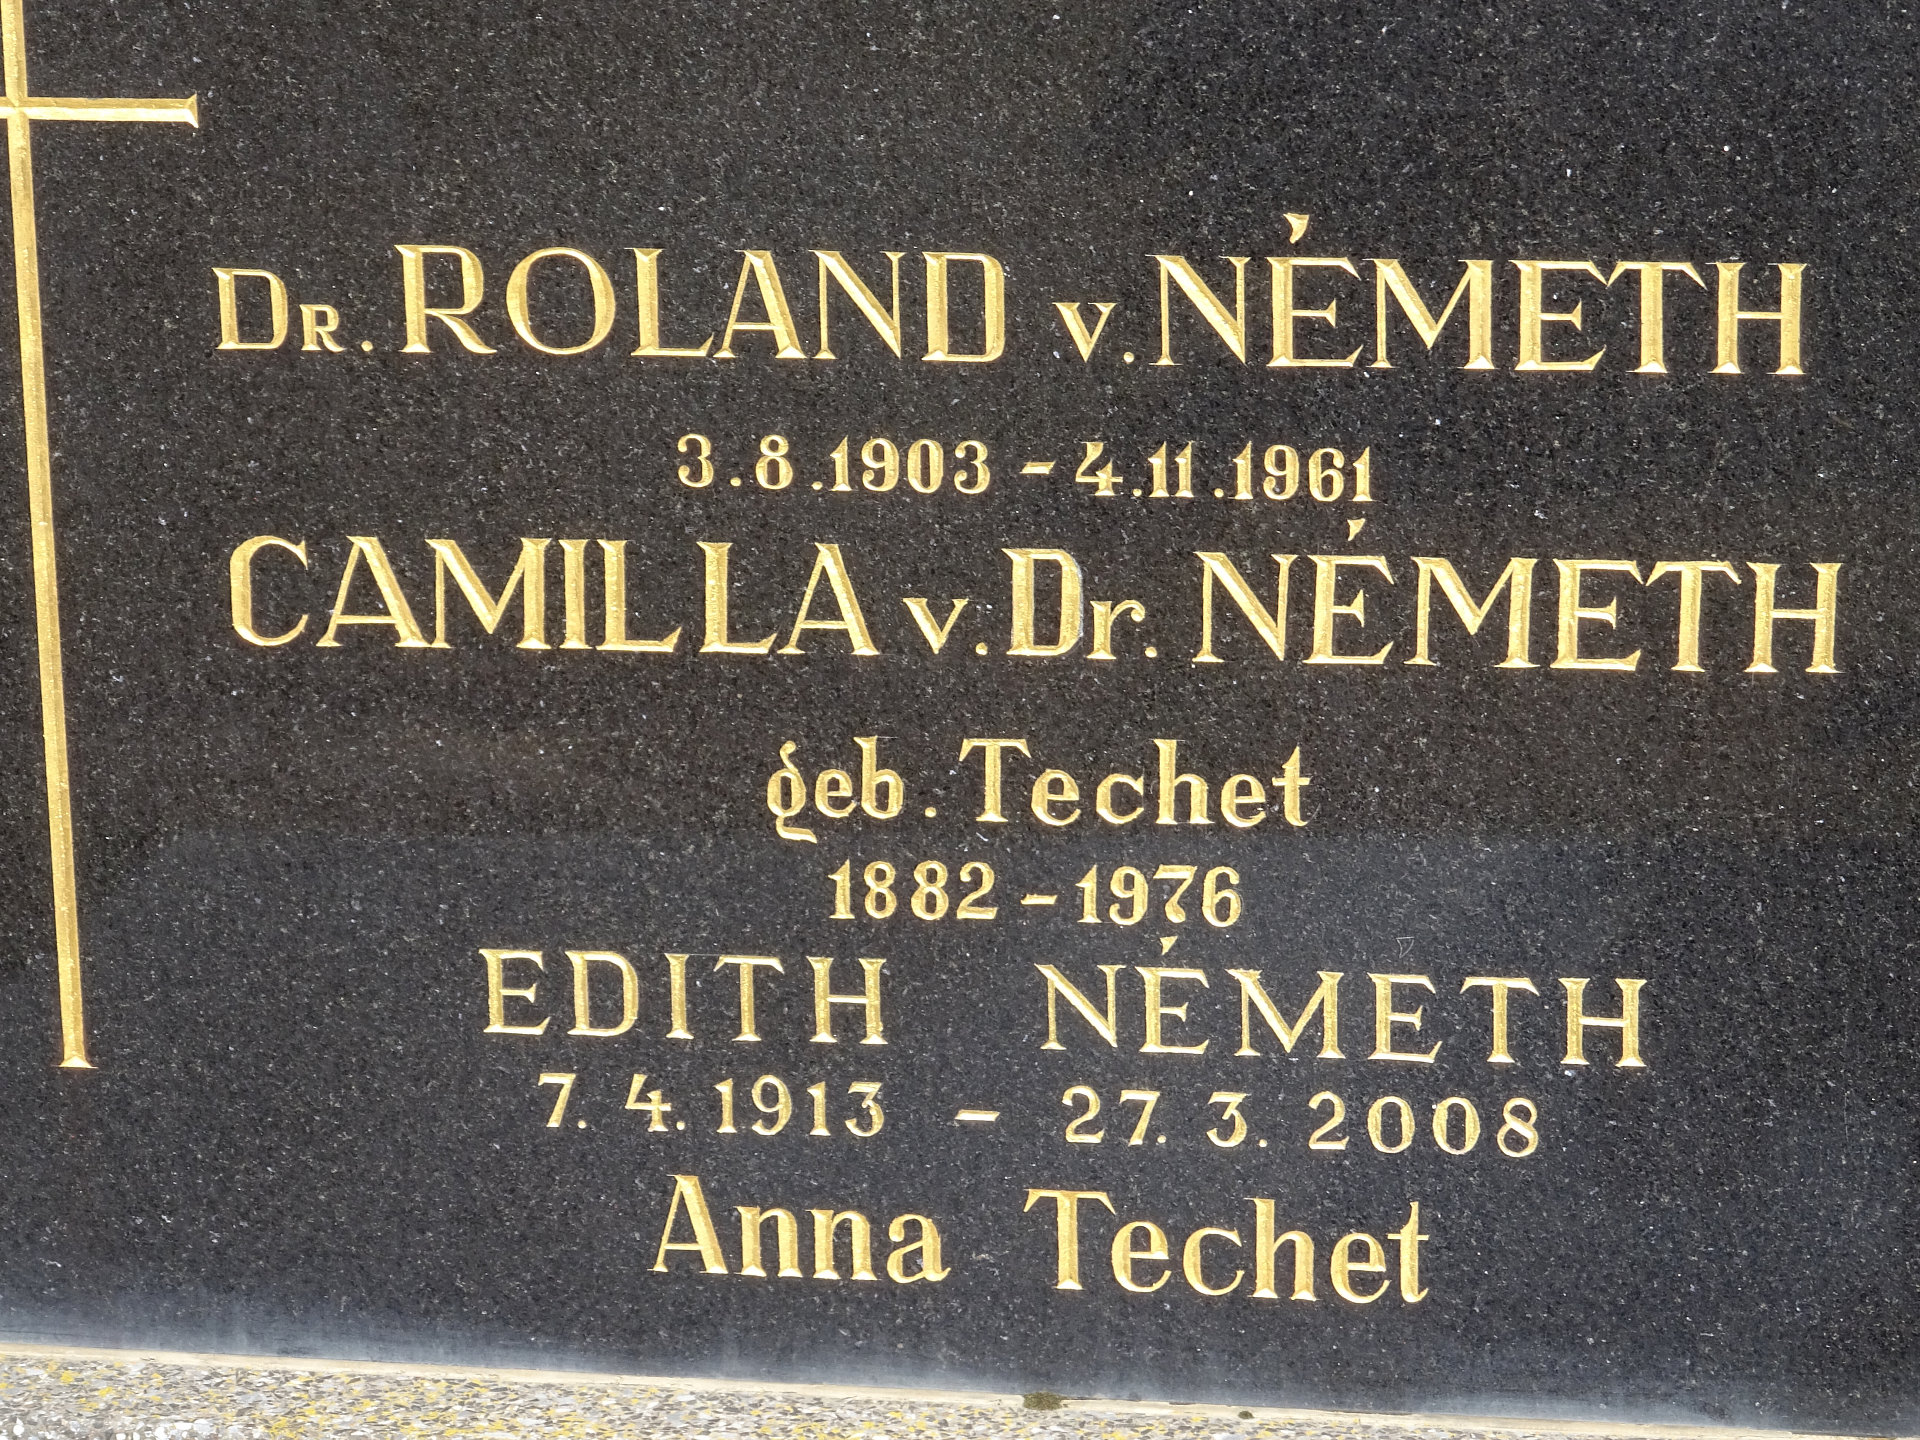 Dr. ROLAND v. NÉMETH
3.8.1903 - 4.11.1961
CAMILLA v. Dr. NÉMETH
geb. Techet
1882 - 1976
EDITH NÉMETH
7. 4. 1913 - 27. 3. 2008
Anna Techet